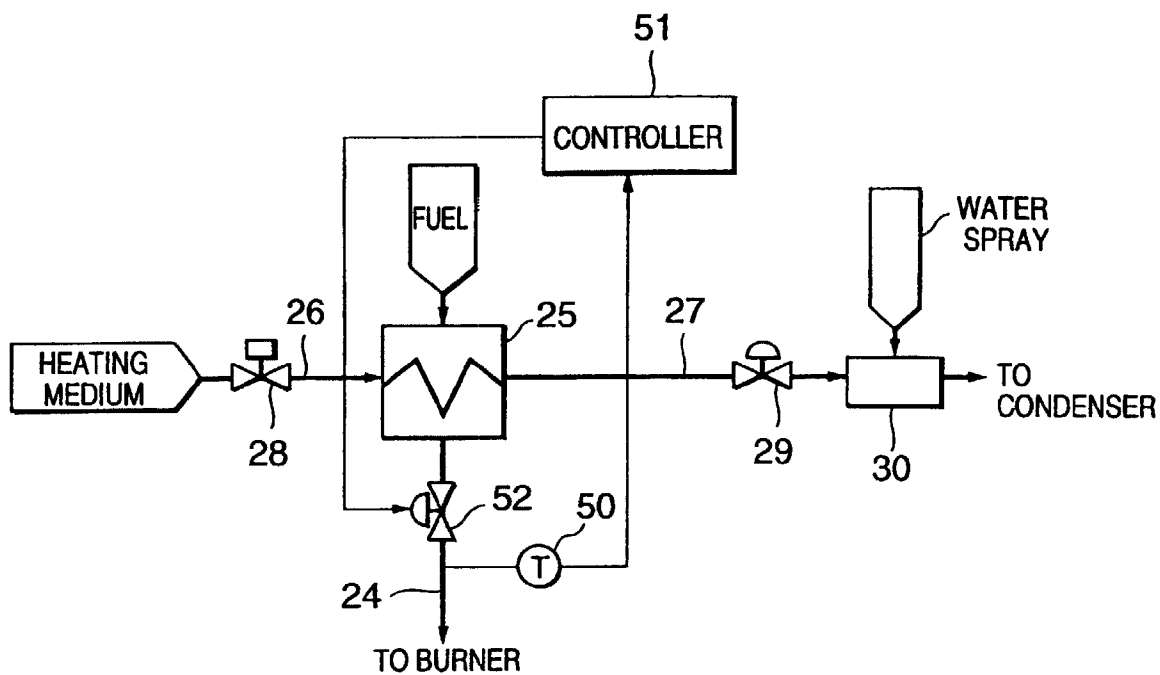 51
CONTROLLER
FUEL
WATER
SPRAY
26
25
27
HEATING
MEDIUM
TO
CONDENSER
28
29
30
52
50
T
24
TO BURNER